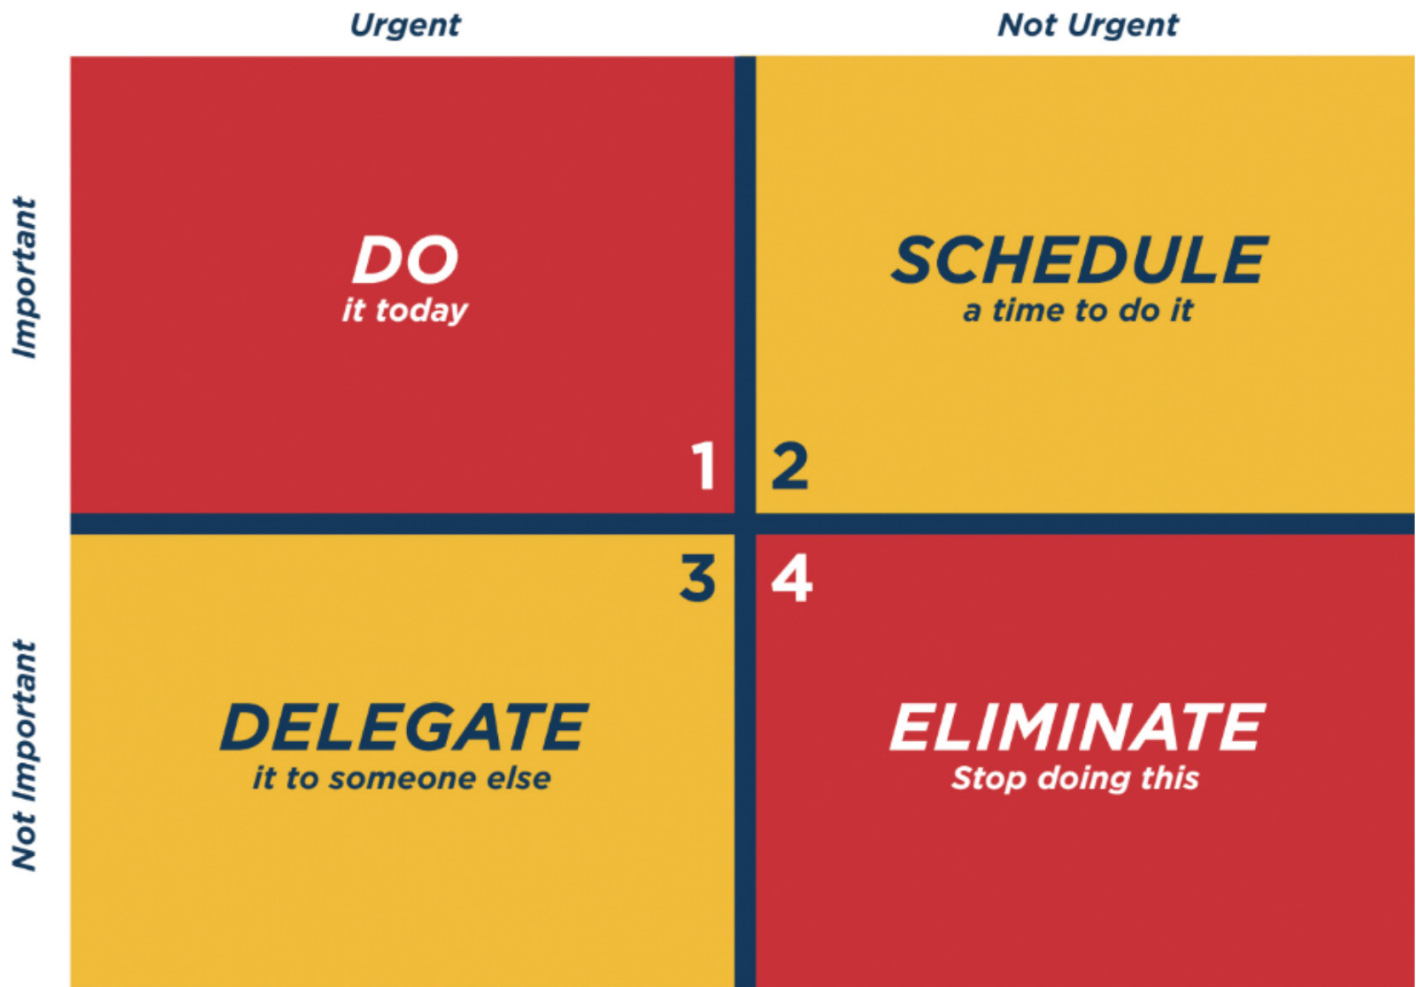 Urgent
Not Urgent
Important
DO
it today
1
SCHEDULE
a time to do it
2
Not Important
3
DELEGATE
it to someone else
4
ELIMINATE
Stop doing this